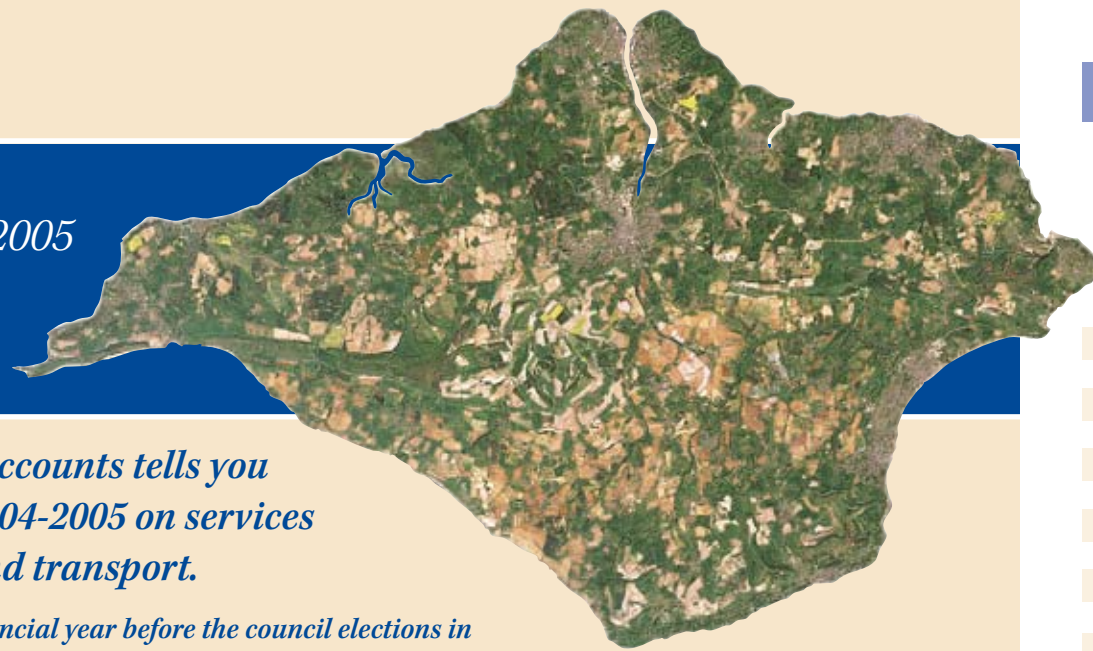 2005
ccounts tells you
04-2005 on services
d transport.
ncial year before the council elections in